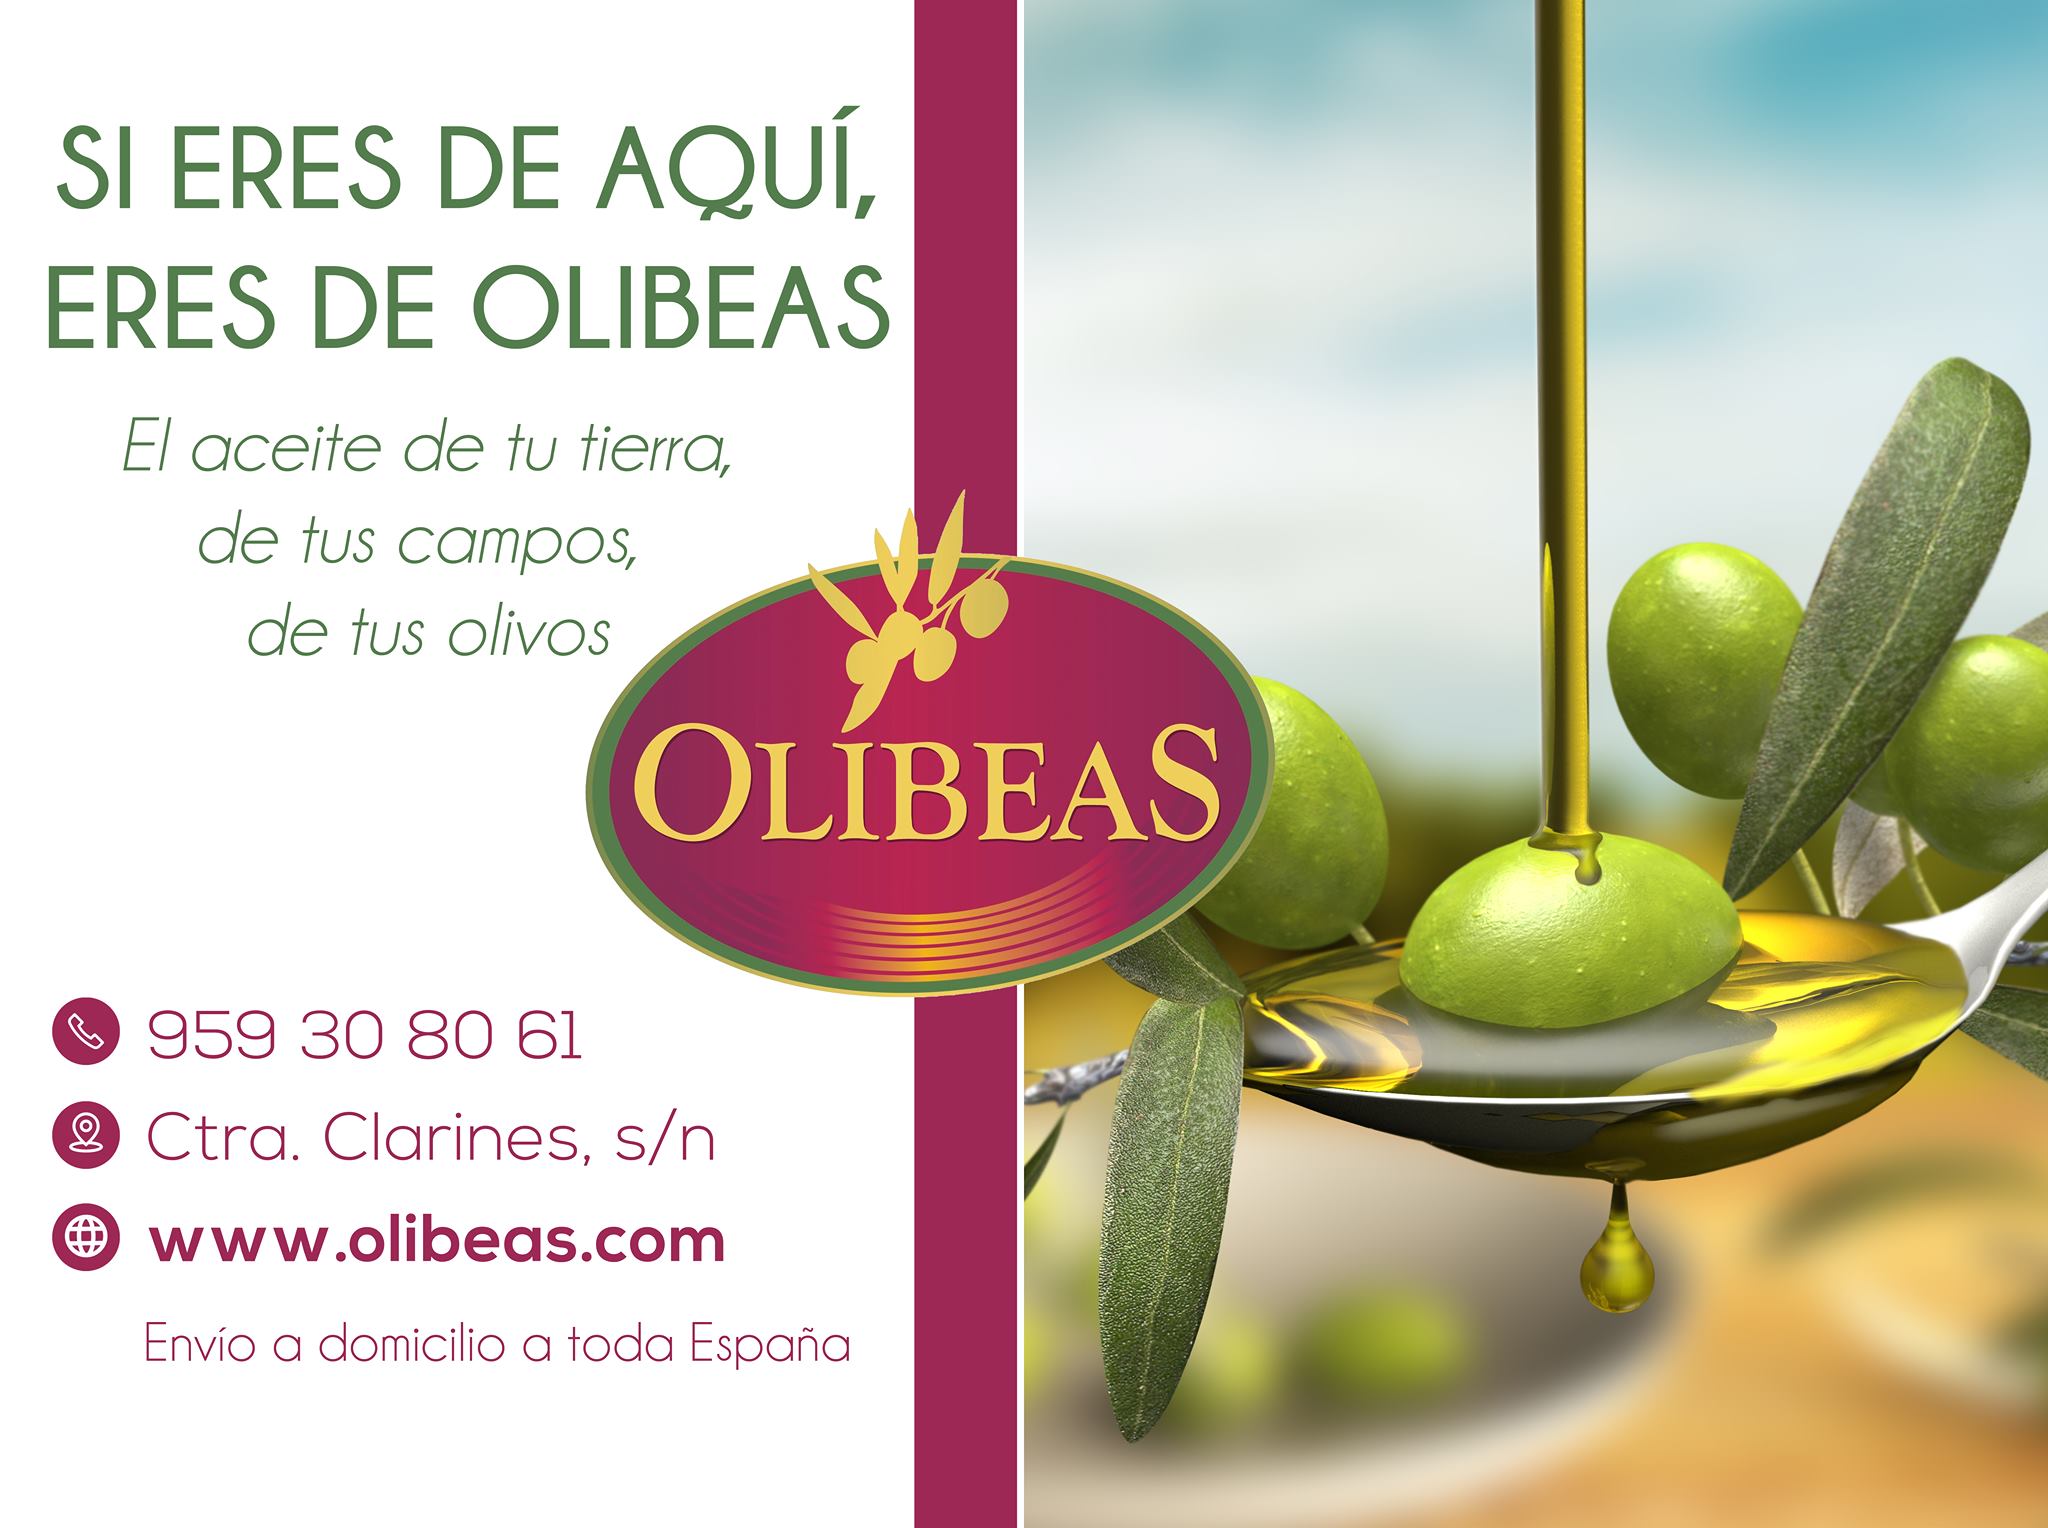 SI ERES DE AQUÍ,
ERES DE OLIBEAS
El aceite de tu tierra,
de tus campos,
de tus olivos
OLIBEAS
959 30 80 61
Ctra. Clarines, s/n
www.olibeas.com
Envío a domicilio a toda España